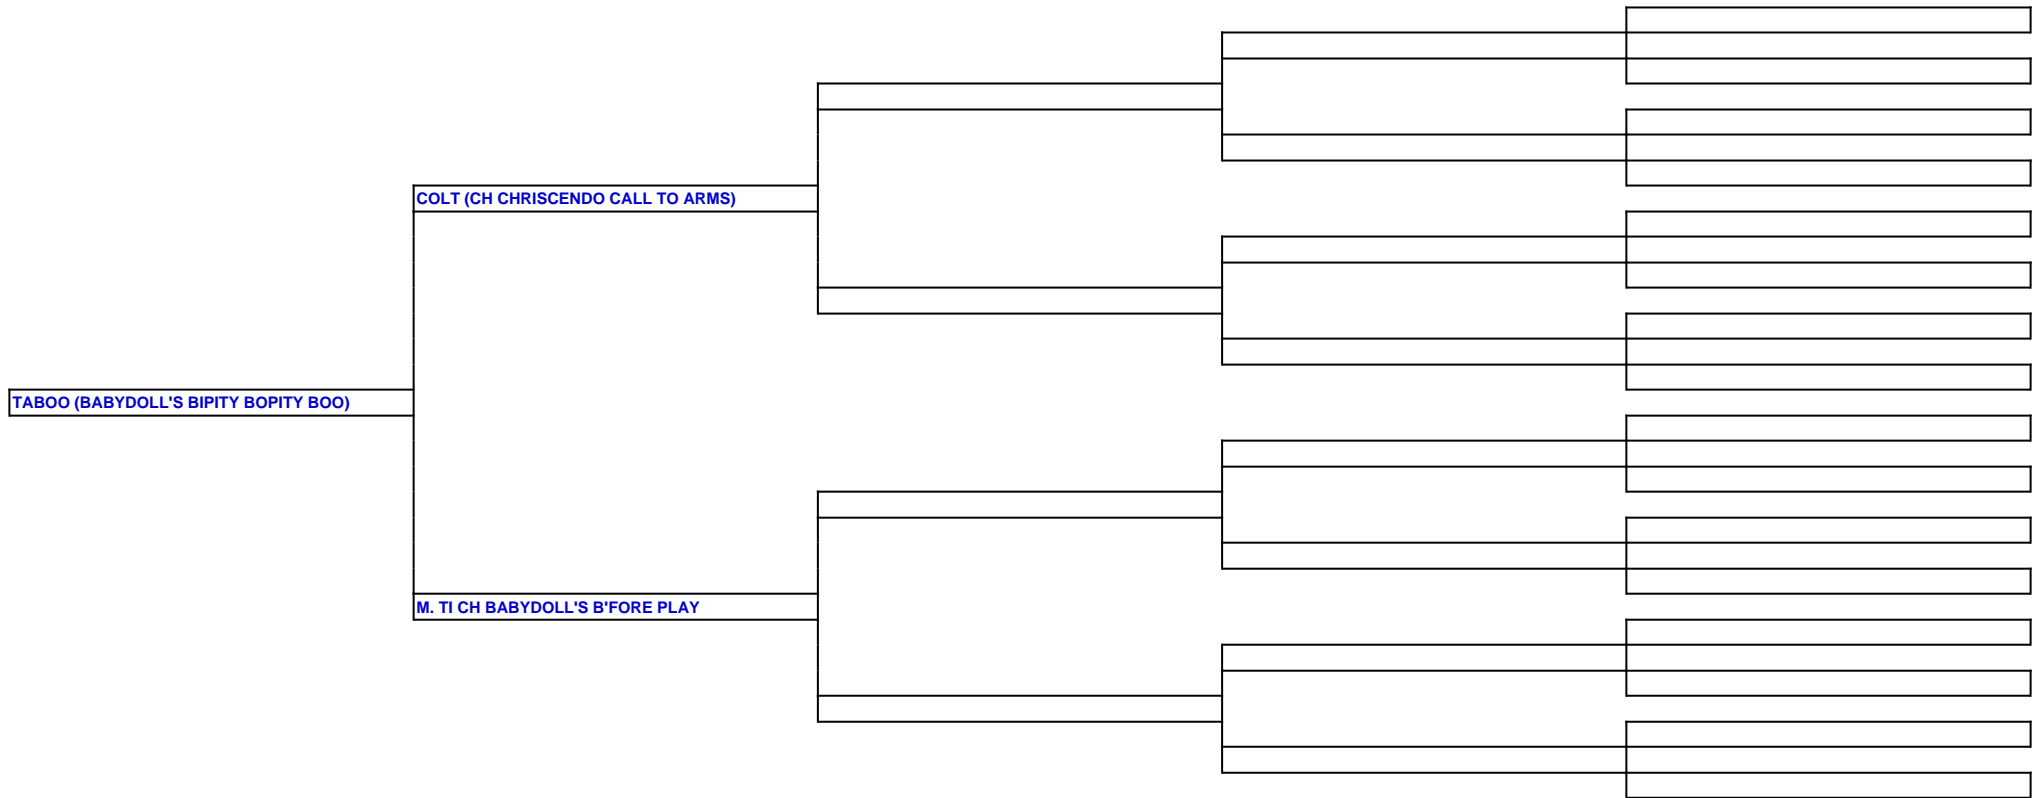 COLT (CH CHRISCENDO CALL TO ARMS)
TABOO (BABYDOLL'S BIPITY BOPITY BOO)
M. TI CH BABYDOLL'S B'FORE PLAY